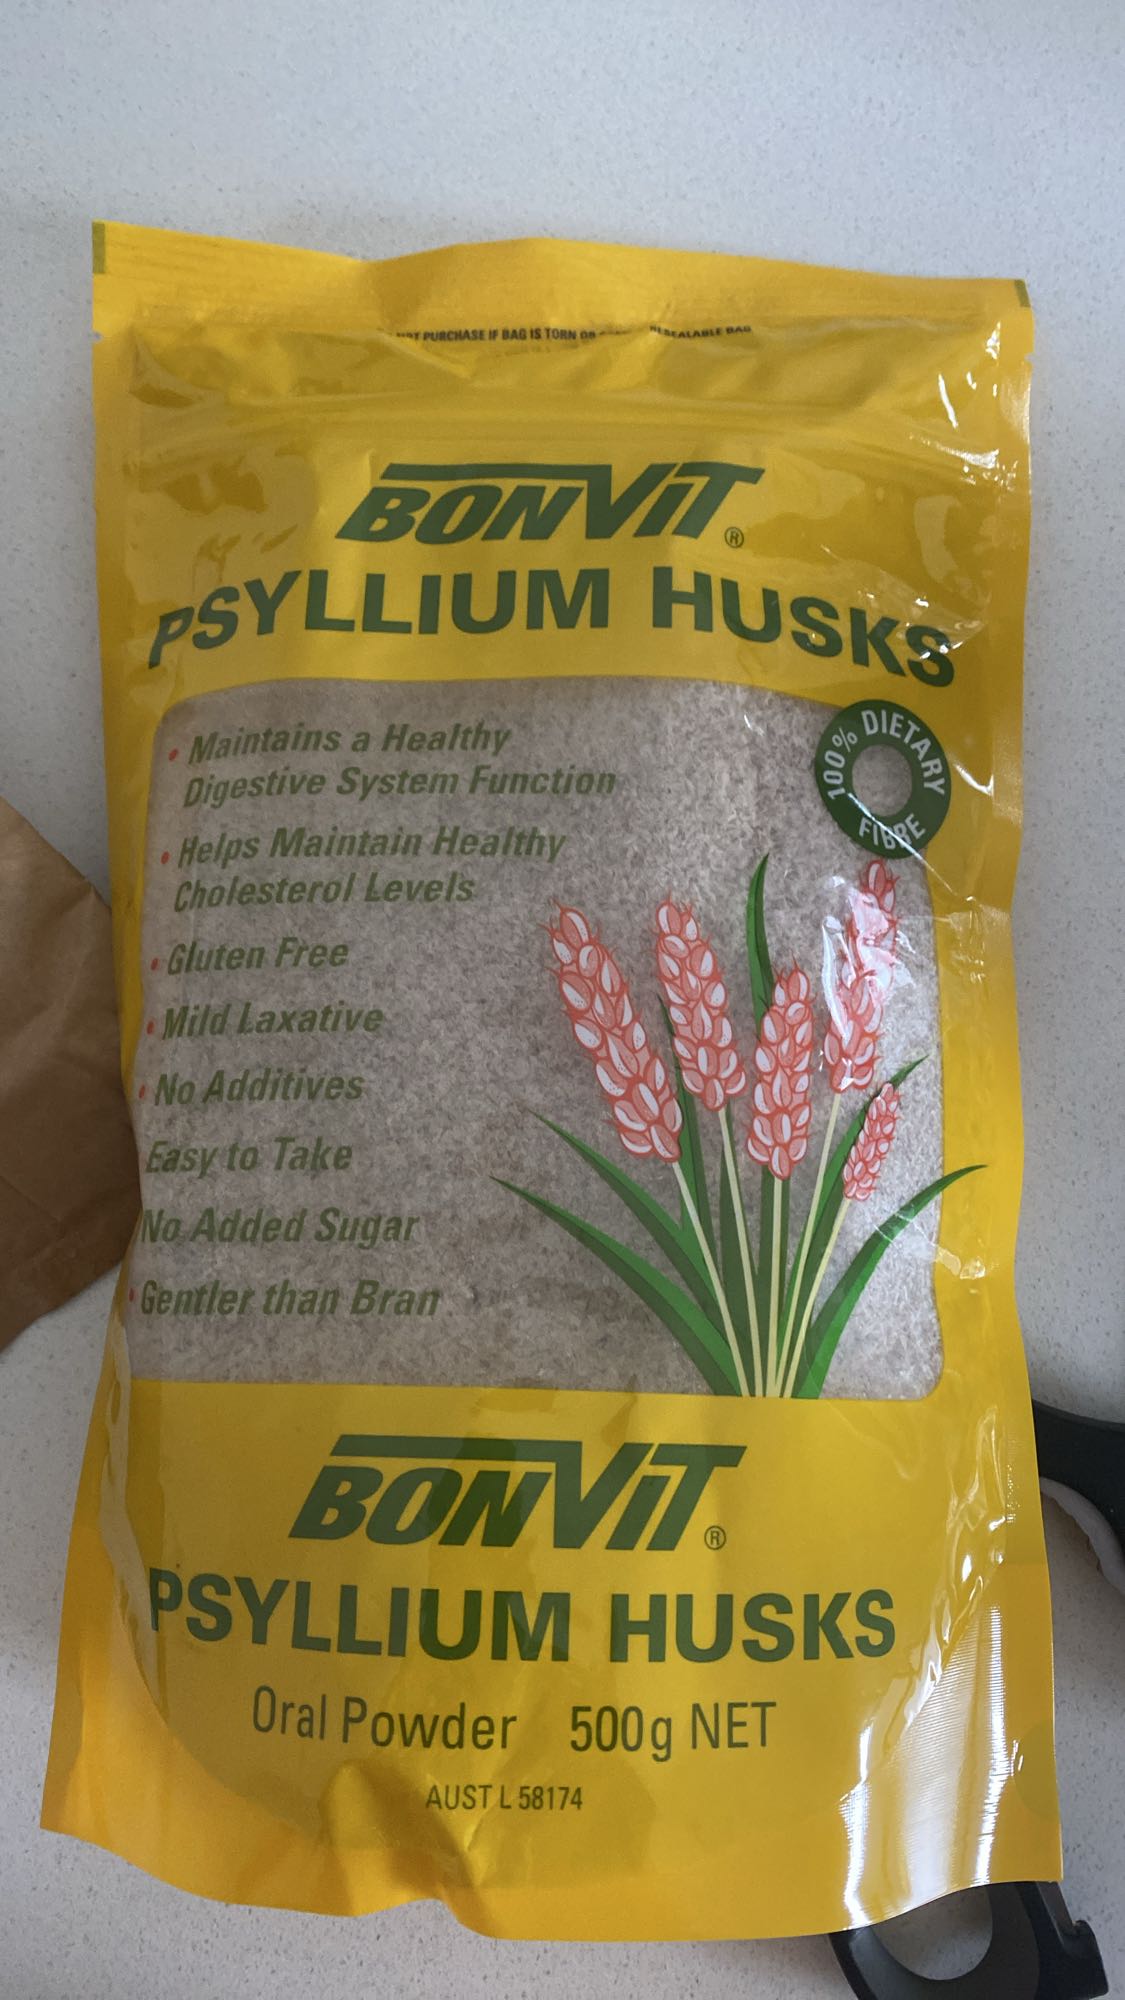 NOT PURCHASE IF BAG IS TORN OR RESEALABLE BAG
BONVIT®
PSYLLIUM HUSKS
100% DIETARY FIBRE
• Maintains a Healthy
Digestive System Function
• Helps Maintain Healthy
Cholesterol Levels
• Gluten Free
• Mild Laxative
• No Additives
Easy to Take
No Added Sugar
• Gentler than Bran
BONVIT®
PSYLLIUM HUSKS
Oral Powder 500g NET
AUST L 58174